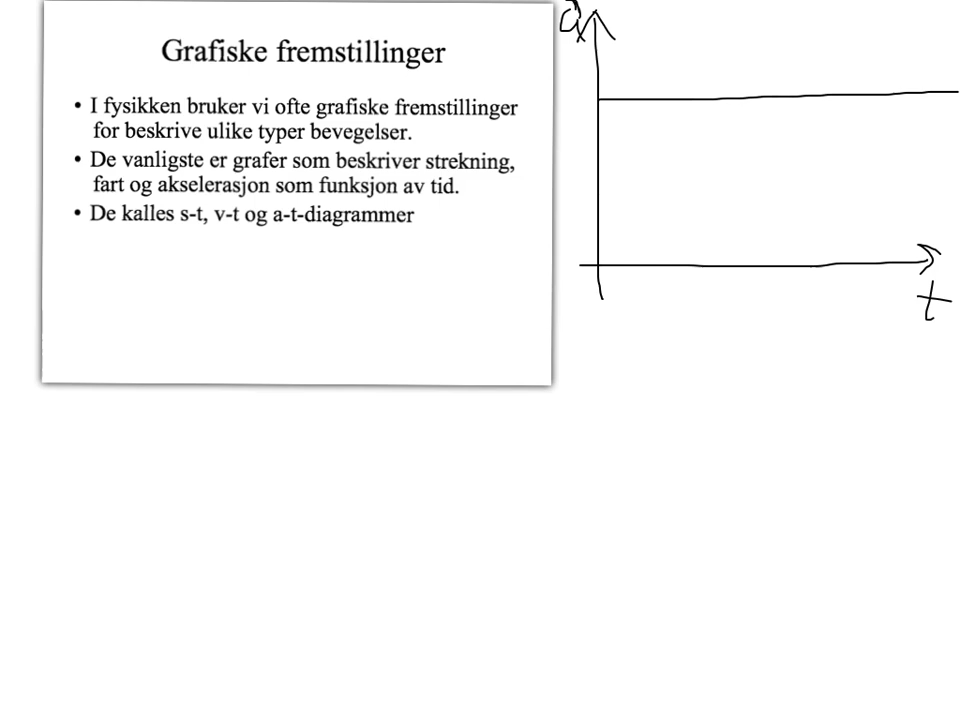 Grafiske fremstillinger
• I fysikken bruker vi ofte grafiske fremstillinger
for beskrive ulike typer bevegelser.
• De vanligste er grafer som beskriver strekning,
fart og akselerasjon som funksjon av tid.
• De kalles s-t, v-t og a-t-diagrammer
a
t